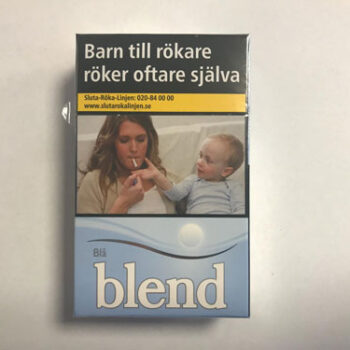 Barn till rökare
röker oftare själva
Sluta-Röka-Linjen: 020-84 00 00
www.slutarokalinjen.se
Blå
blend